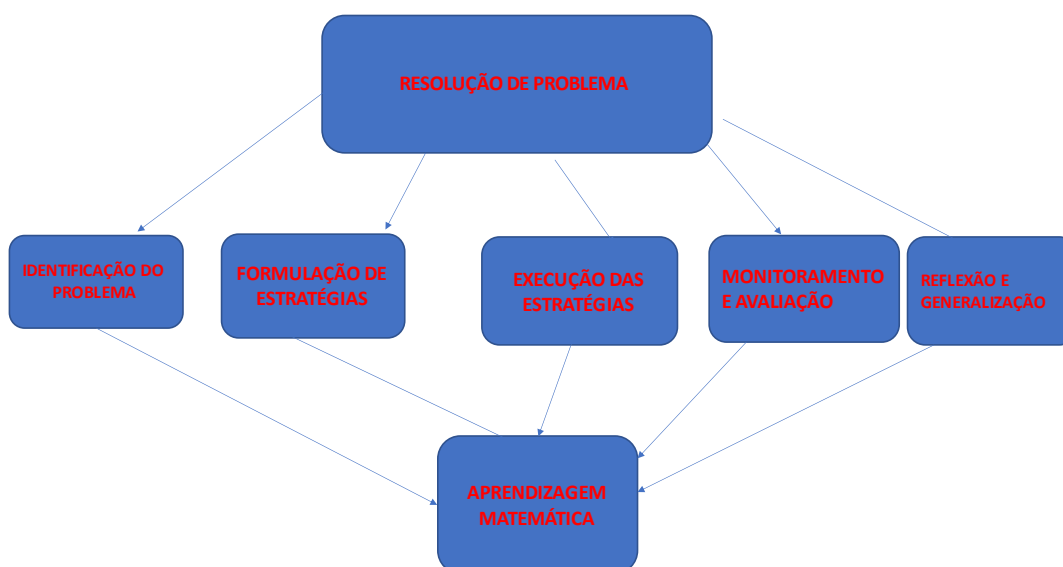 RESOLUÇÃO DE PROBLEMA
IDENTIFICAÇÃO DO
PROBLEMA
FORMULAÇÃO DE
ESTRATÉGIAS
EXECUÇÃO DAS
ESTRATÉGIAS
MONITORAMENTO
E AVALIAÇÃO
REFLEXÃO E
GENERALIZAÇÃO
APRENDIZAGEM
MATEMÁTICA